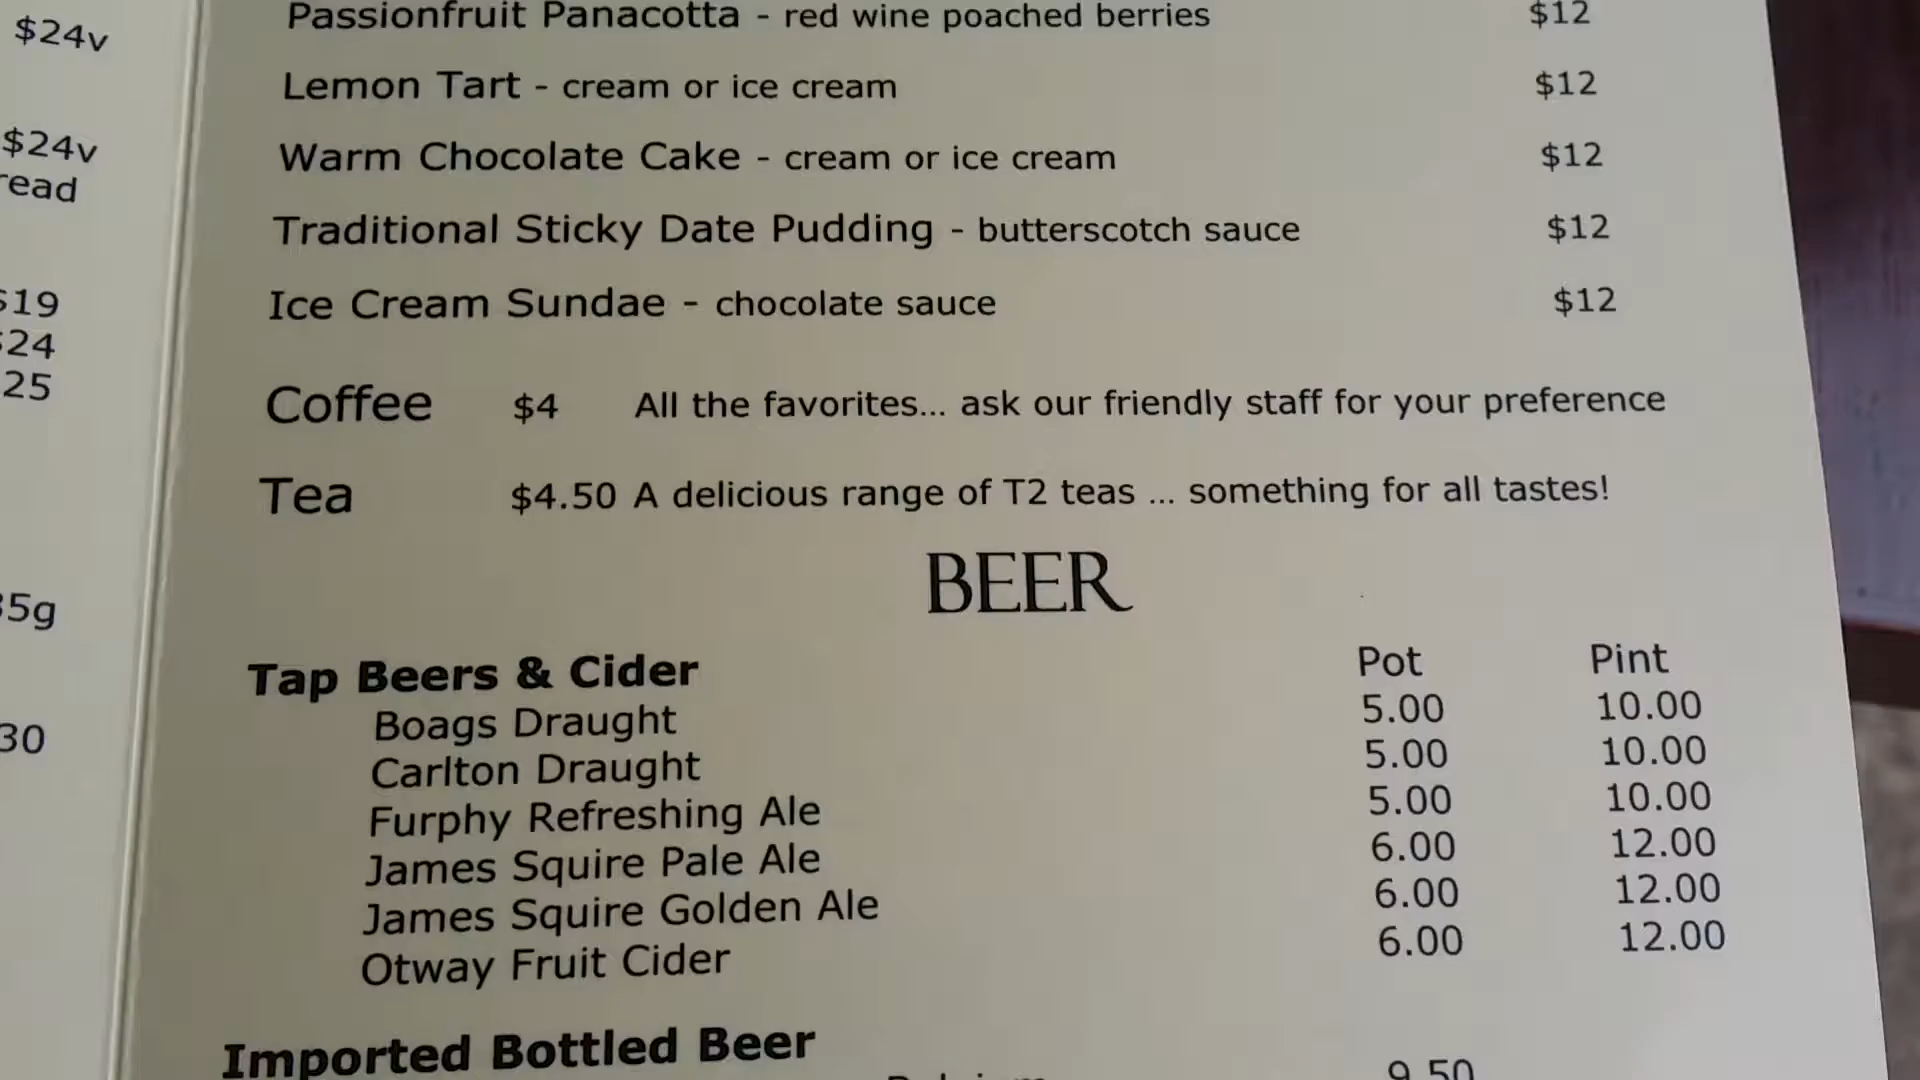 $24v
$24v
read
$19
$24
25
35g
30
Passionfruit Panacotta - red wine poached berries $12
Lemon Tart - cream or ice cream $12
Warm Chocolate Cake - cream or ice cream $12
Traditional Sticky Date Pudding - butterscotch sauce $12
Ice Cream Sundae - chocolate sauce $12
Coffee $4 All the favorites... ask our friendly staff for your preference
Tea $4.50 A delicious range of T2 teas ... something for all tastes!
BEER
Tap Beers & Cider Pot Pint
Boags Draught 5.00 10.00
Carlton Draught 5.00 10.00
Furphy Refreshing Ale 5.00 10.00
James Squire Pale Ale 6.00 12.00
James Squire Golden Ale 6.00 12.00
Otway Fruit Cider 6.00 12.00
Imported Bottled Beer
9.50